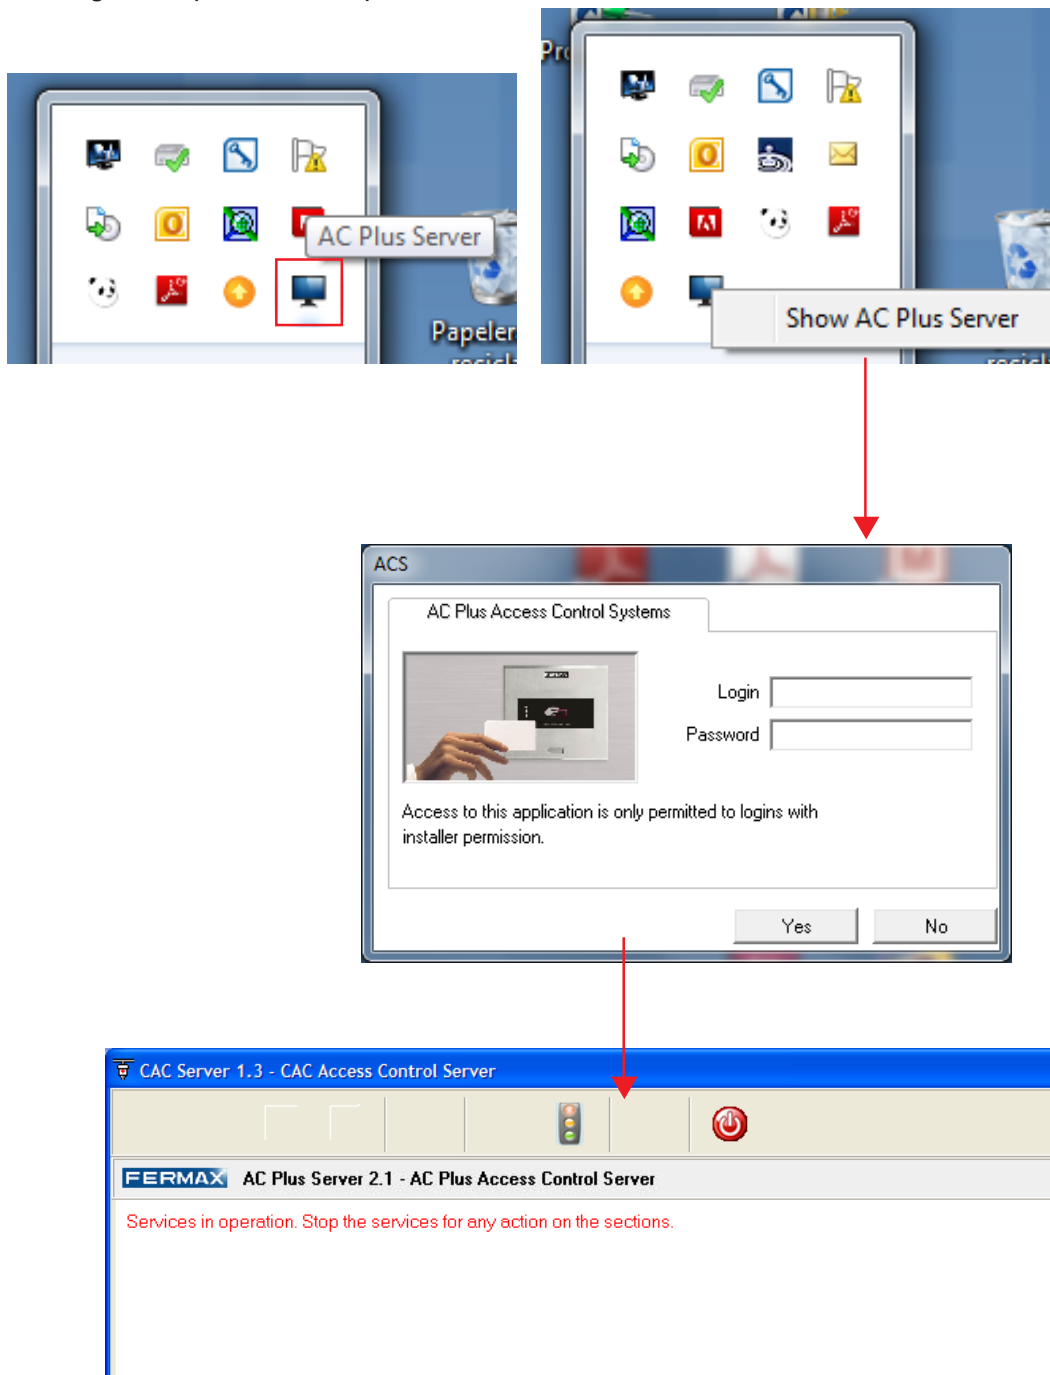 AC Plus Server
Papeler
Pro
Show AC Plus Server
ACS
AC Plus Access Control Systems
Login
Password
Access to this application is only permitted to logins with
installer permission.
Yes
No
CAC Server 1.3 - CAC Access Control Server
FERMAX AC Plus Server 2.1 - AC Plus Access Control Server
Services in operation. Stop the services for any action on the sections.